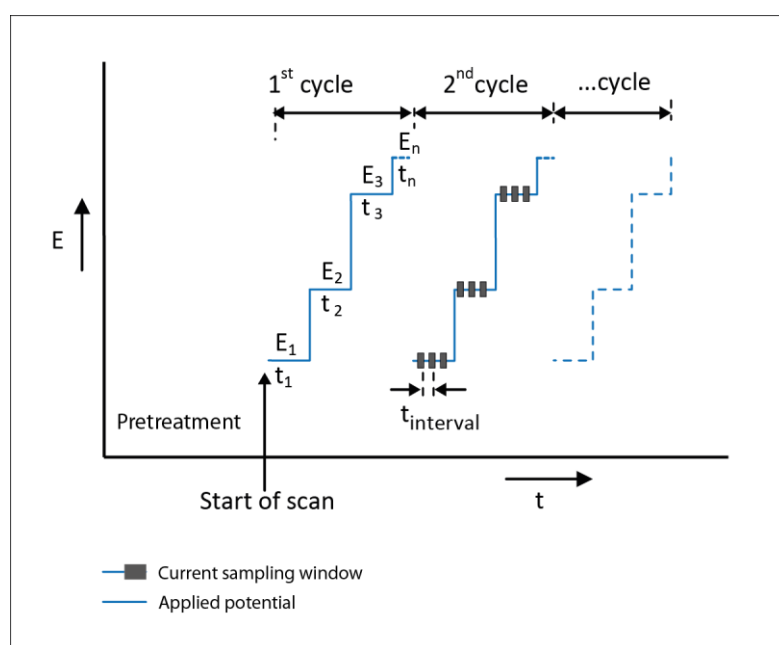 1st cycle
2nd cycle
...cycle
En
tn
E3
t3
E2
t2
E1
t1
E
Pretreatment
tinterval
Start of scan
t
Current sampling window
Applied potential